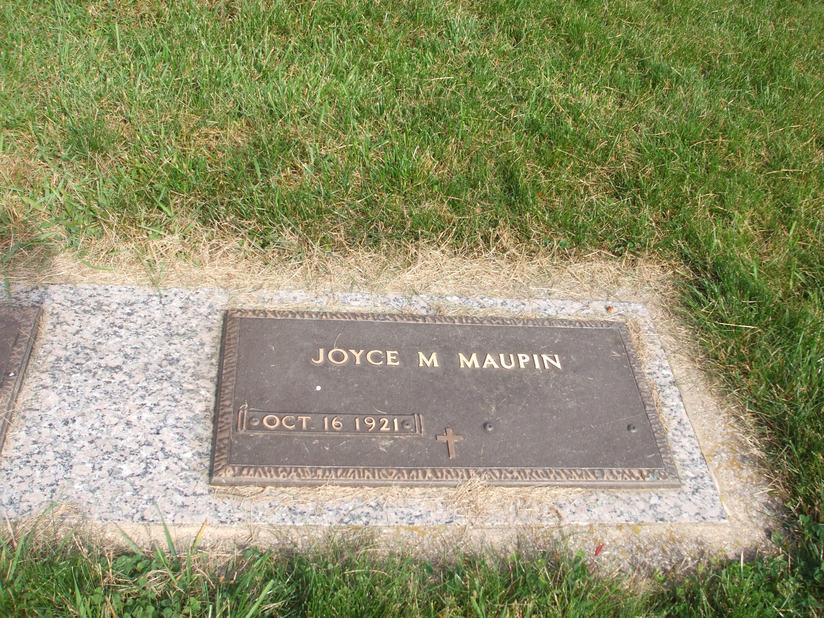 JOYCE M MAUPIN
OCT. 16 1921